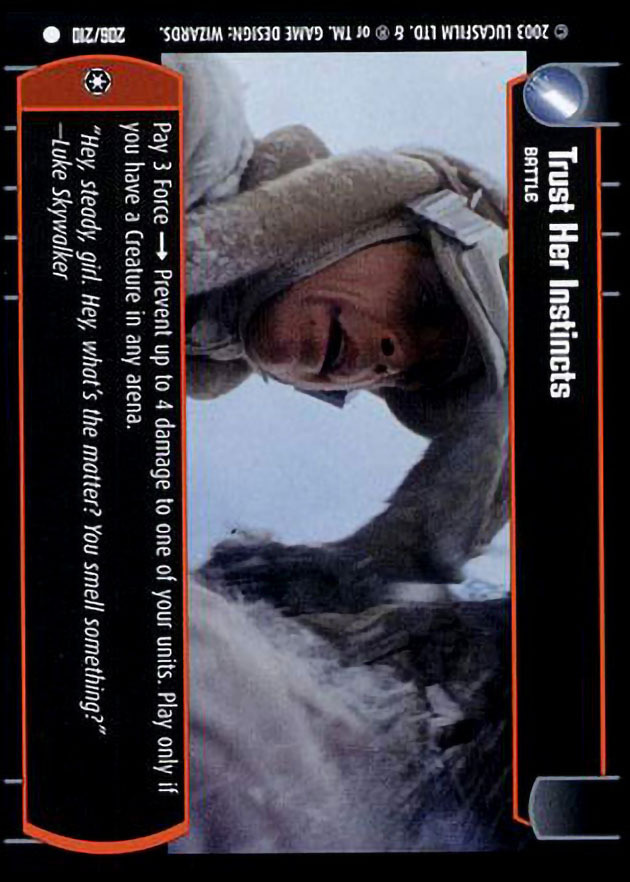 Trust Her Instincts
BATTLE
Pay 3 Force → Prevent up to 4 damage to one of your units. Play only if
you have a Creature in any arena.
"Hey, steady, girl. Hey, what's the matter? You smell something?"
—Luke Skywalker
© 2003 LUCASFILM LTD. & ® or TM. GAME DESIGN: WIZARDS.
206/210